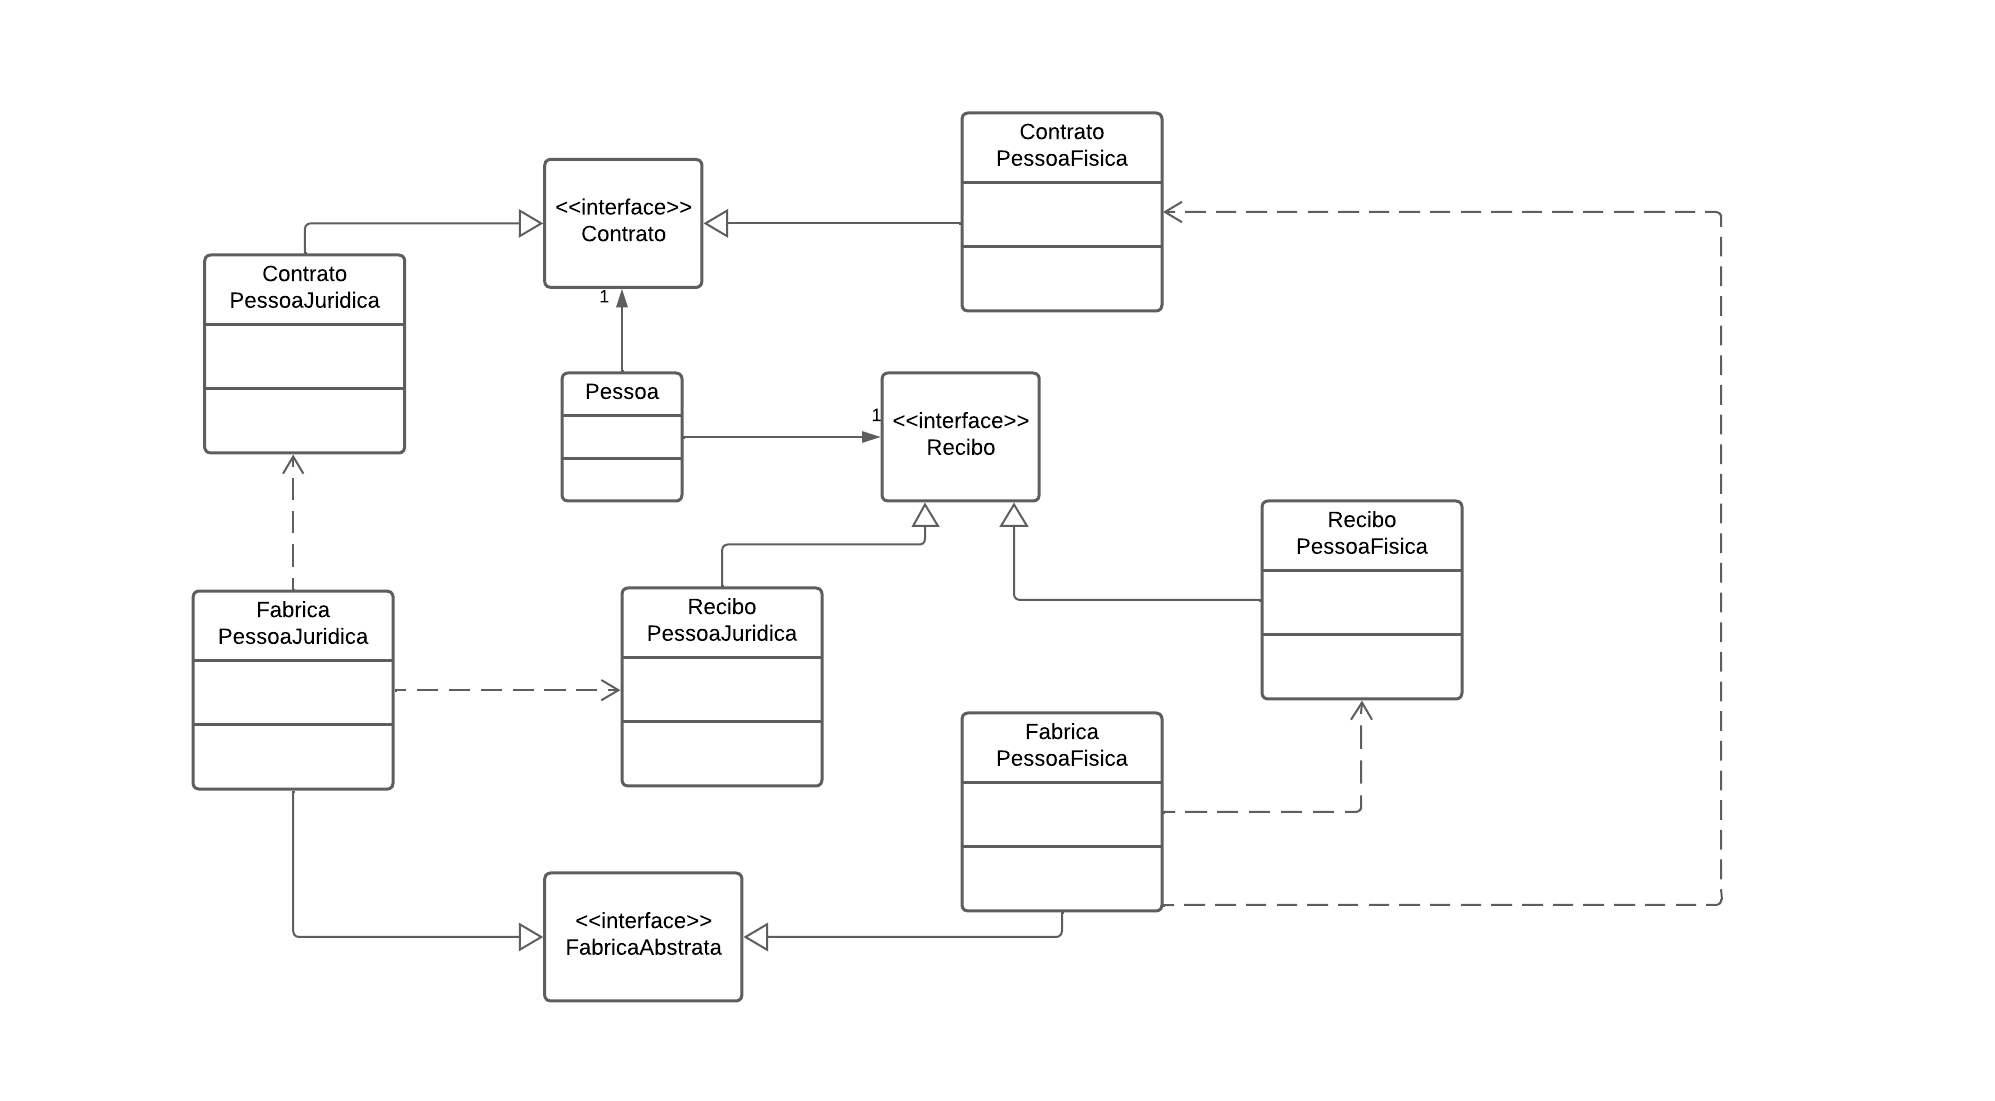 Contrato
PessoaFisica
<<interface>>
Contrato
Contrato
PessoaJuridica
1
Pessoa
1
<<interface>>
Recibo
Recibo
PessoaFisica
Fabrica
PessoaJuridica
Recibo
PessoaJuridica
Fabrica
PessoaFisica
<<interface>>
FabricaAbstrata